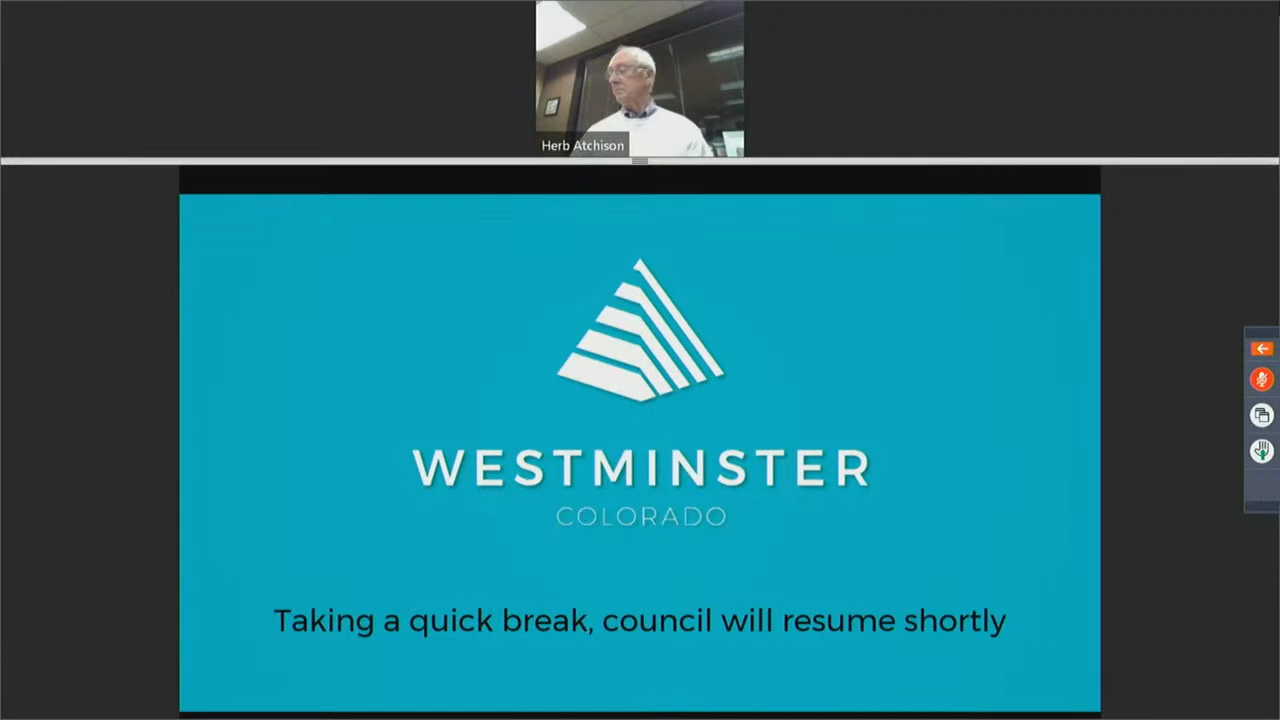 Herb Atchison
WESTMINSTER
COLORADO
Taking a quick break, council will resume shortly